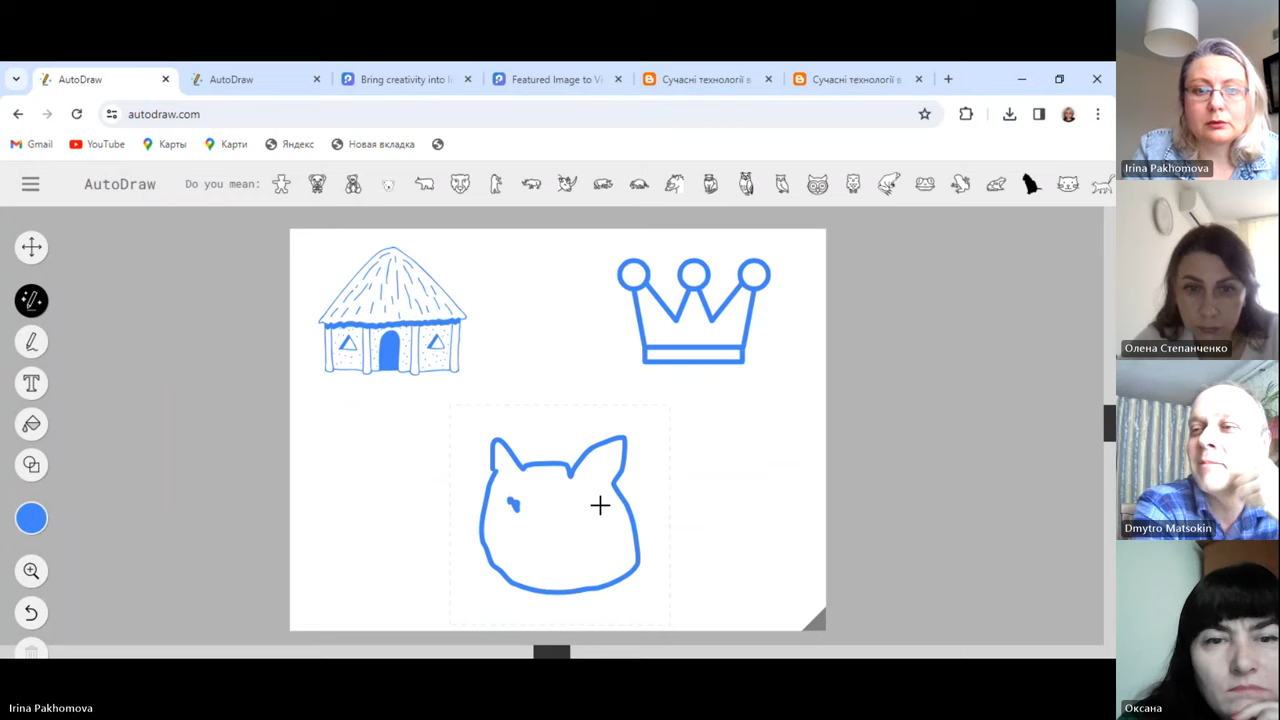 AutoDraw
AutoDraw
Bring creativity into l
Featured Image to Vi
Сучасні технології в
Сучасні технології в
autodraw.com
Gmail
YouTube
Карты
Карти
Яндекс
Новая вкладка
AutoDraw
Do you mean:
Irina Pakhomova
Олена Степанченко
Dmytro Matsokin
Оксана
Irina Pakhomova